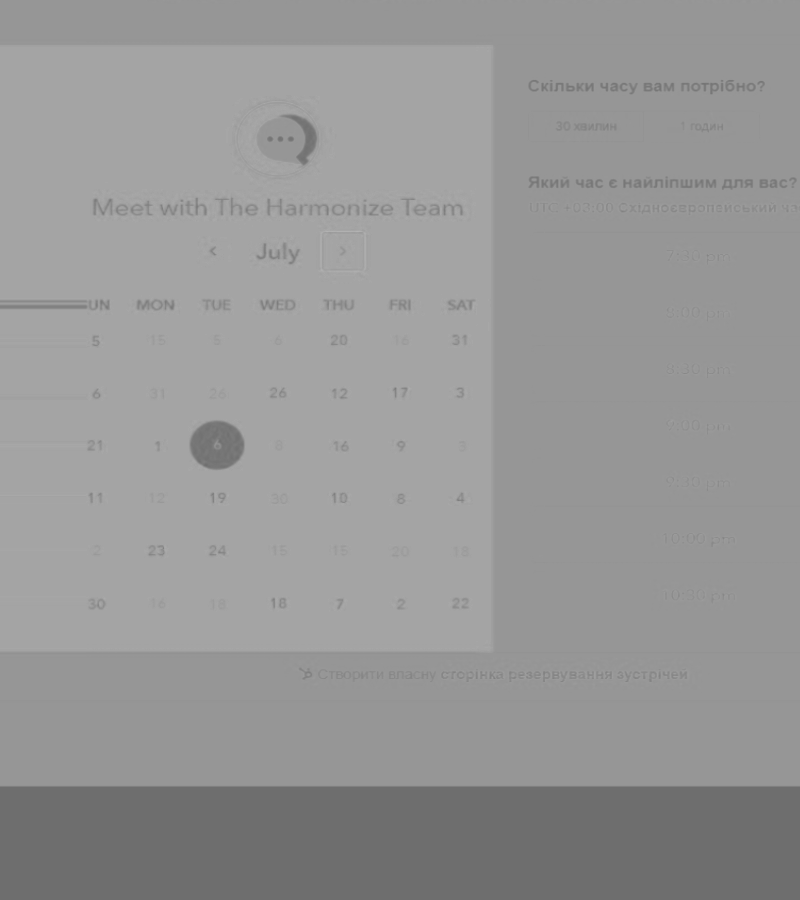 Meet with The Harmonize Team
July
UN MON TUE WED THU FRI SAT
5 15 5 6 20 16 31
6 31 26 26 12 17 3
21 1 6 8 16 9 3
11 12 19 30 10 8 4
2 23 24 15 15 20 18
30 16 18 18 7 2 22
Скільки часу вам потрібно?
30 хвилин 1 годин
Який час є найліпшим для вас?
UTC +03:00 Східноєвропейський
7:30 pm
8:00 pm
8:30 pm
9:00 pm
9:30 pm
10:00 pm
10:30 pm
Створити власну сторінка резервування зустрічей